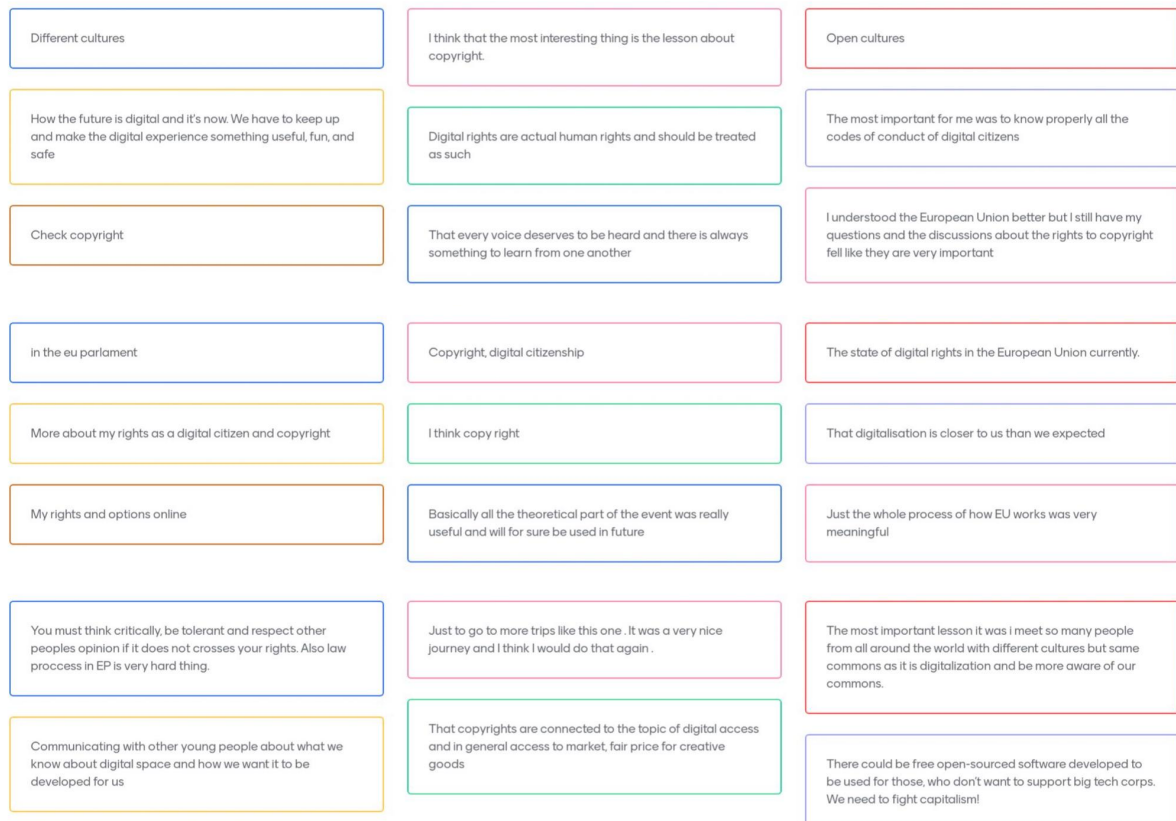 Different cultures
How the future is digital and it's now. We have to keep up
and make the digital experience something useful, fun, and
safe
Check copyright
I think that the most interesting thing is the lesson about
copyright.
Digital rights are actual human rights and should be treated
as such
That every voice deserves to be heard and there is always
something to learn from one another
Open cultures
The most important for me was to know properly all the
codes of conduct of digital citizens
I understood the European Union better but I still have my
questions and the discussions about the rights to copyright
fell like they are very important
in the eu parlament
More about my rights as a digital citizen and copyright
My rights and options online
Copyright, digital citizenship
I think copy right
Basically all the theoretical part of the event was really
useful and will for sure be used in future
The state of digital rights in the European Union currently.
That digitalisation is closer to us than we expected
Just the whole process of how EU works was very
meaningful
You must think critically, be tolerant and respect other
peoples opinion if it does not crosses your rights. Also law
proccess in EP is very hard thing.
Communicating with other young people about what we
know about digital space and how we want it to be
developed for us
Just to go to more trips like this one . It was a very nice
journey and I think I would do that again .
That copyrights are connected to the topic of digital access
and in general access to market, fair price for creative
goods
The most important lesson it was i meet so many people
from all around the world with different cultures but same
commons as it is digitalization and be more aware of our
commons.
There could be free open-sourced software developed to
be used for those, who don't want to support big tech corps.
We need to fight capitalism!